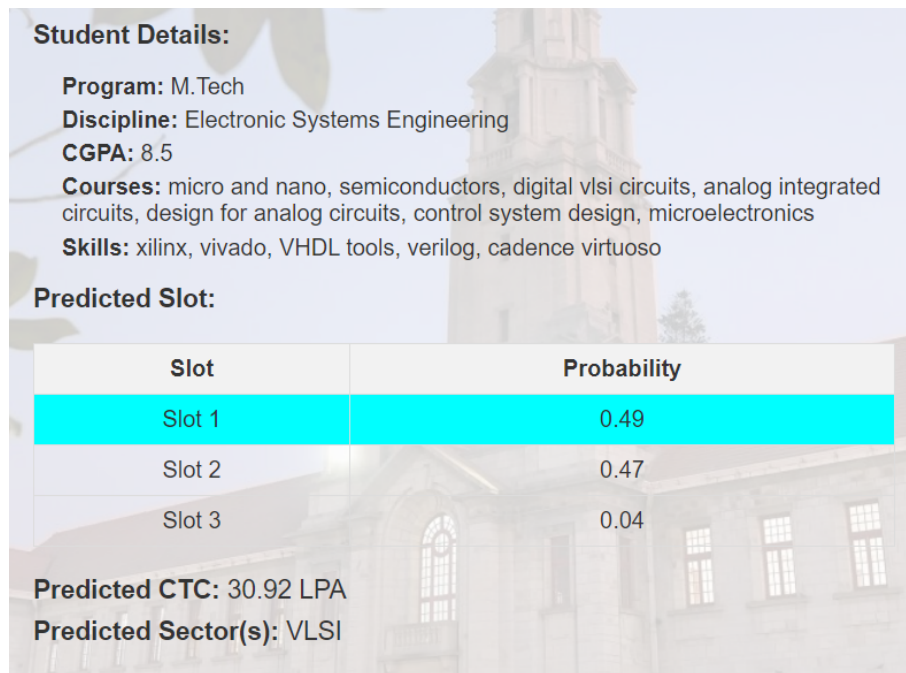 Student Details:
Program: M.Tech
Discipline: Electronic Systems Engineering
CGPA: 8.5
Courses: micro and nano, semiconductors, digital vlsi circuits, analog integrated
circuits, design for analog circuits, control system design, microelectronics
Skills: xilinx, vivado, VHDL tools, verilog, cadence virtuoso
Predicted Slot:
Slot Probability
Slot 1 0.49
Slot 2 0.47
Slot 3 0.04
Predicted CTC: 30.92 LPA
Predicted Sector(s): VLSI